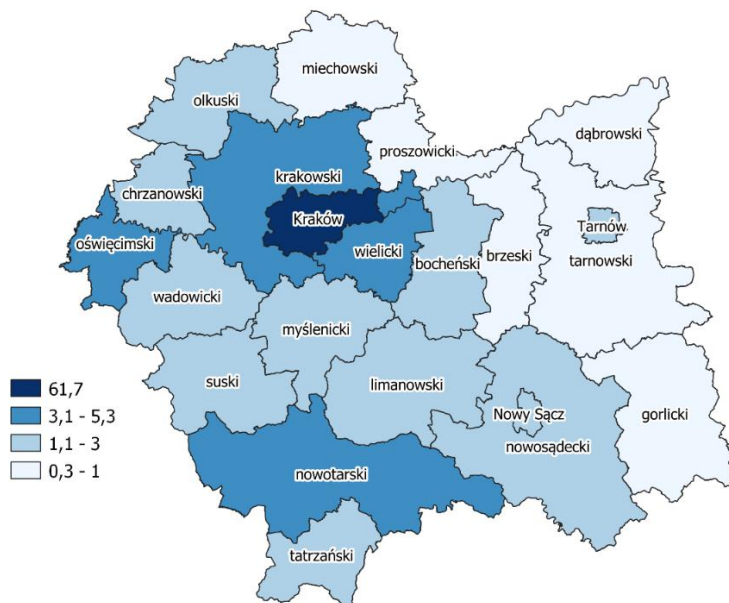 miechowski
olkuski
dąbrowski
proszowicki
krakowski
chrzanowski
Kraków
Tarnów
oświęcimski
wielicki
bocheński
brzeski
tarnowski
wadowicki
myślenicki
suski
limanowski
Nowy Sącz
gorlicki
nowosądecki
nowotarski
tatrzański
61,7
3,1 - 5,3
1,1 - 3
0,3 - 1